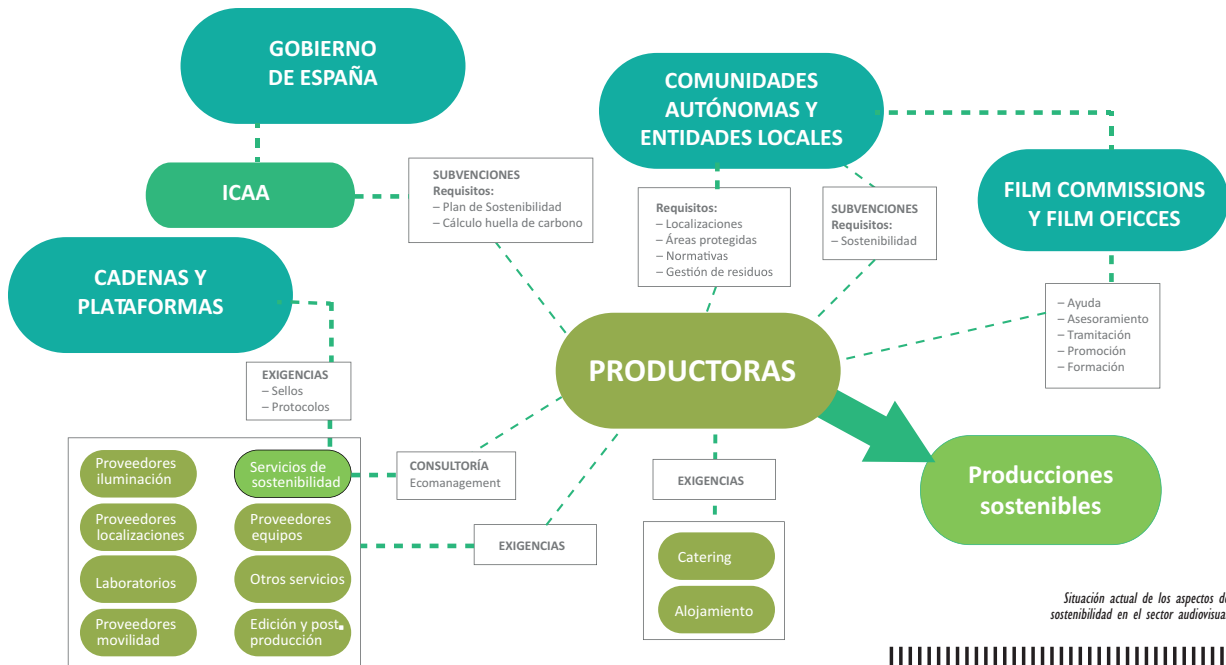 GOBIERNO
DE ESPAÑA
ICAA
CADENAS Y
PLATAFORMAS
SUBVENCIONES
Requisitos:
– Plan de Sostenibilidad
– Cálculo huella de carbono
COMUNIDADES
AUTÓNOMAS Y
ENTIDADES LOCALES
Requisitos:
– Localizaciones
– Áreas protegidas
– Normativas
– Gestión de residuos
SUBVENCIONES
Requisitos:
– Sostenibilidad
FILM COMMISSIONS
Y FILM OFICCES
– Ayuda
– Asesoramiento
– Tramitación
– Promoción
– Formación
EXIGENCIAS
– Sellos
– Protocolos
PRODUCTORAS
Proveedores
iluminación
Servicios de
sostenibilidad
Proveedores
localizaciones
Proveedores
equipos
Laboratorios
Otros servicios
Proveedores
movilidad
Edición y post.
producción
CONSULTORÍA
Ecomanagement
EXIGENCIAS
EXIGENCIAS
Catering
Alojamiento
Producciones
sostenibles
Situación actual de los aspectos de
sostenibilidad en el sector audiovisua